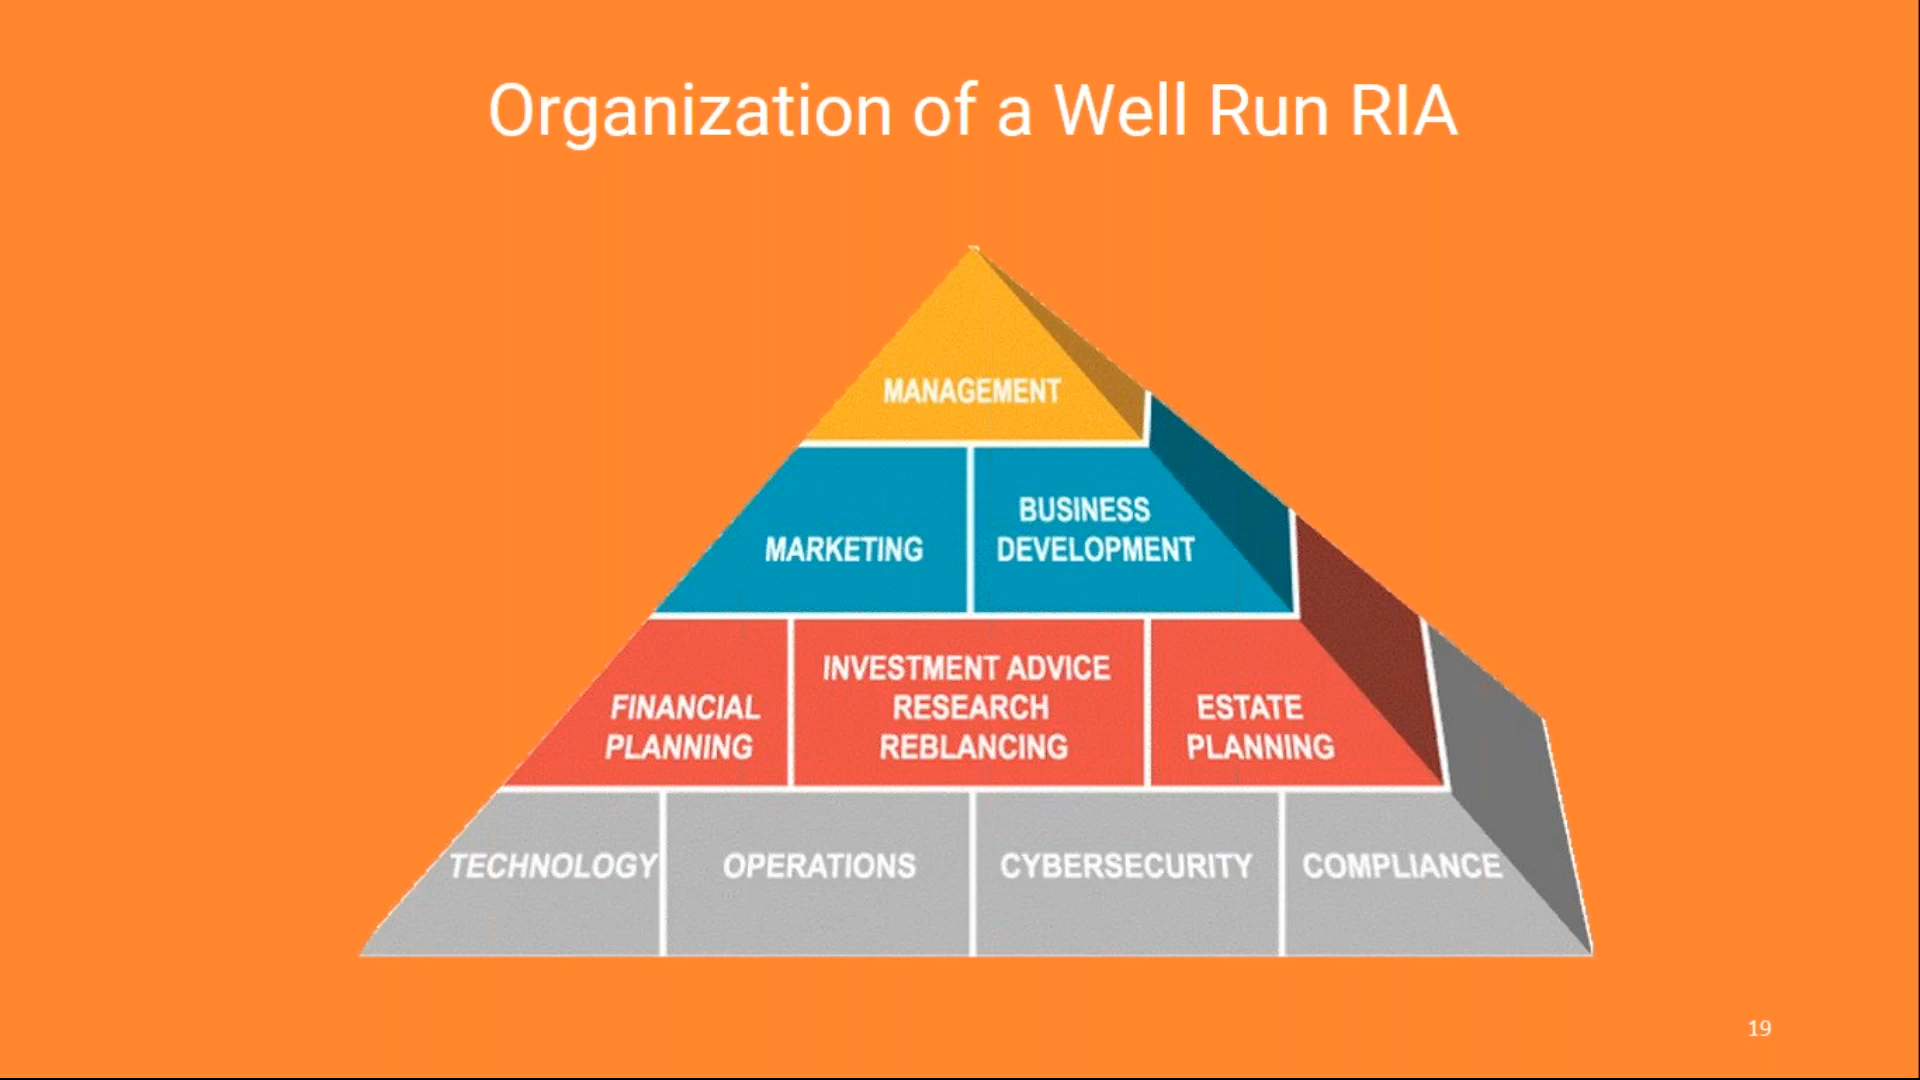 Organization of a Well Run RIA
MANAGEMENT
MARKETING
BUSINESS
DEVELOPMENT
FINANCIAL
PLANNING
INVESTMENT ADVICE
RESEARCH
REBLANCING
ESTATE
PLANNING
TECHNOLOGY
OPERATIONS
CYBERSECURITY
COMPLIANCE
19